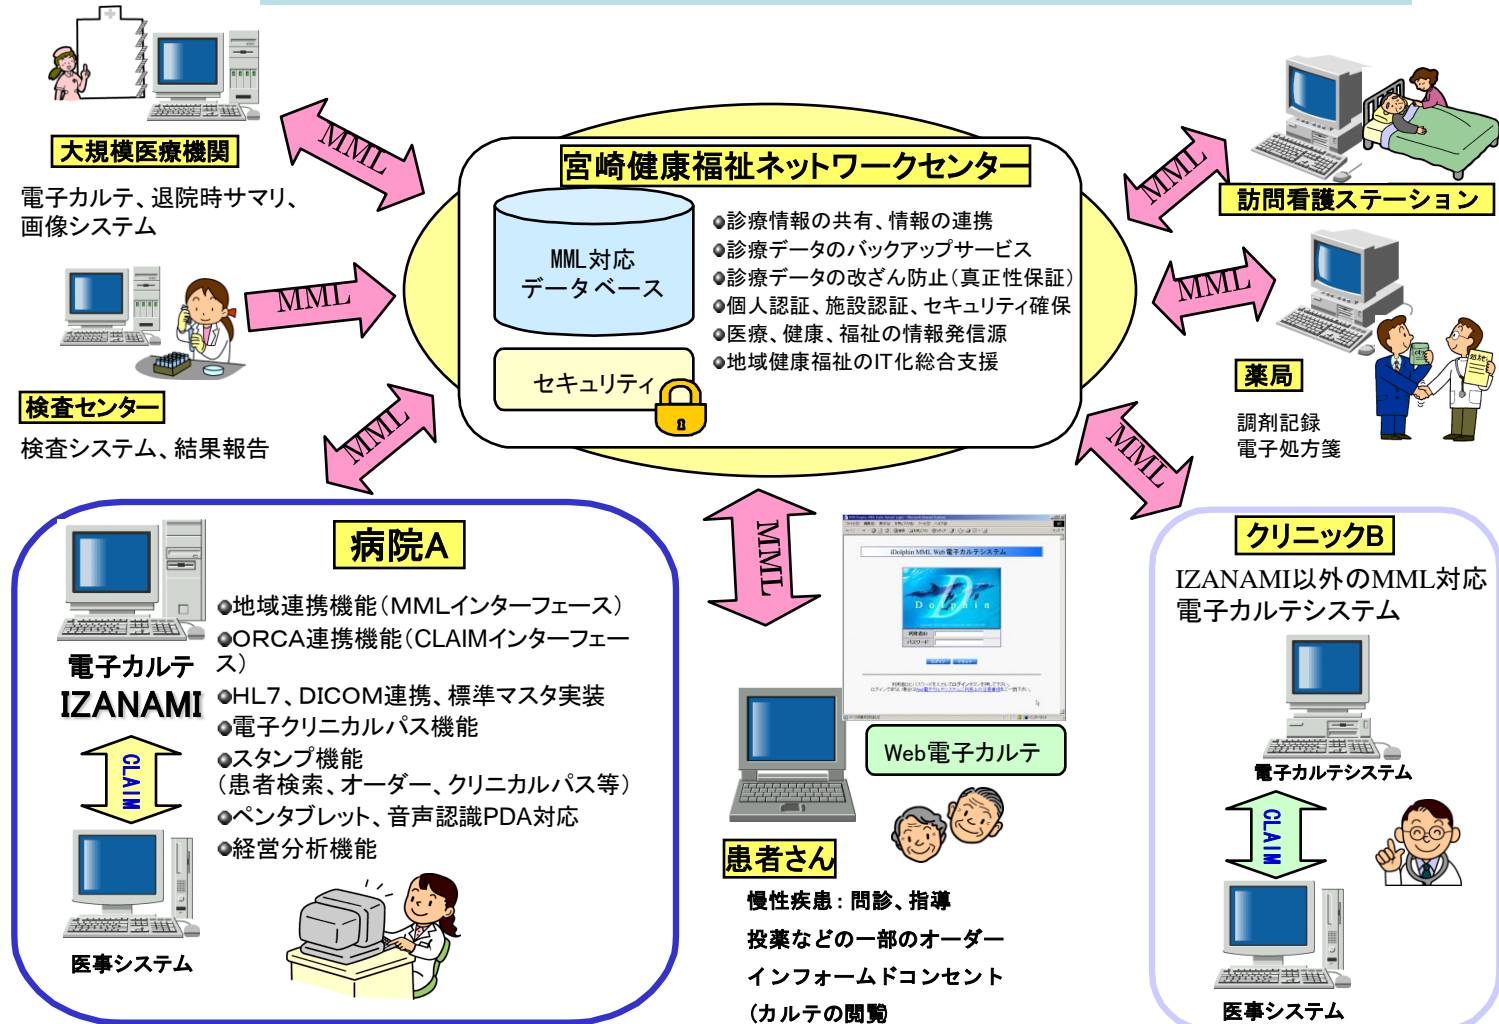 大規模医療機関
電子カルテ、退院時サマリ、
画像システム
MML
検査センター
検査システム、結果報告
MML
宮崎健康福祉ネットワークセンター
MML対応
データベース
セキュリティ
●診療情報の共有、情報の連携
●診療データのバックアップサービス
●診療データの改ざん防止(真正性保証)
●個人認証、施設認証、セキュリティ確保
●医療、健康、福祉の情報発信源
●地域健康福祉のIT化総合支援
MML
訪問看護ステーション
MML
薬局
調剤記録
電子処方箋
MML
MML
MML
病院A
電子カルテ
IZANAMI
CLAIM
医事システム
●地域連携機能(MMLインターフェース)
●ORCA連携機能(CLAIMインターフェー
ス)
●HL7、DICOM連携、標準マスタ実装
●電子クリニカルパス機能
●スタンプ機能
(患者検索、オーダー、クリニカルパス等)
●ペンタブレット、音声認識PDA対応
●経営分析機能
iDolphin MML Web電子カルテシステム
Dolphin
パスワード
Web電子カルテ
患者さん
慢性疾患：問診、指導
投薬などの一部のオーダー
インフォームドコンセント
(カルテの閲覧
クリニックB
IZANAMI以外のMML対応
電子カルテシステム
電子カルテシステム
CLAIM
医事システム